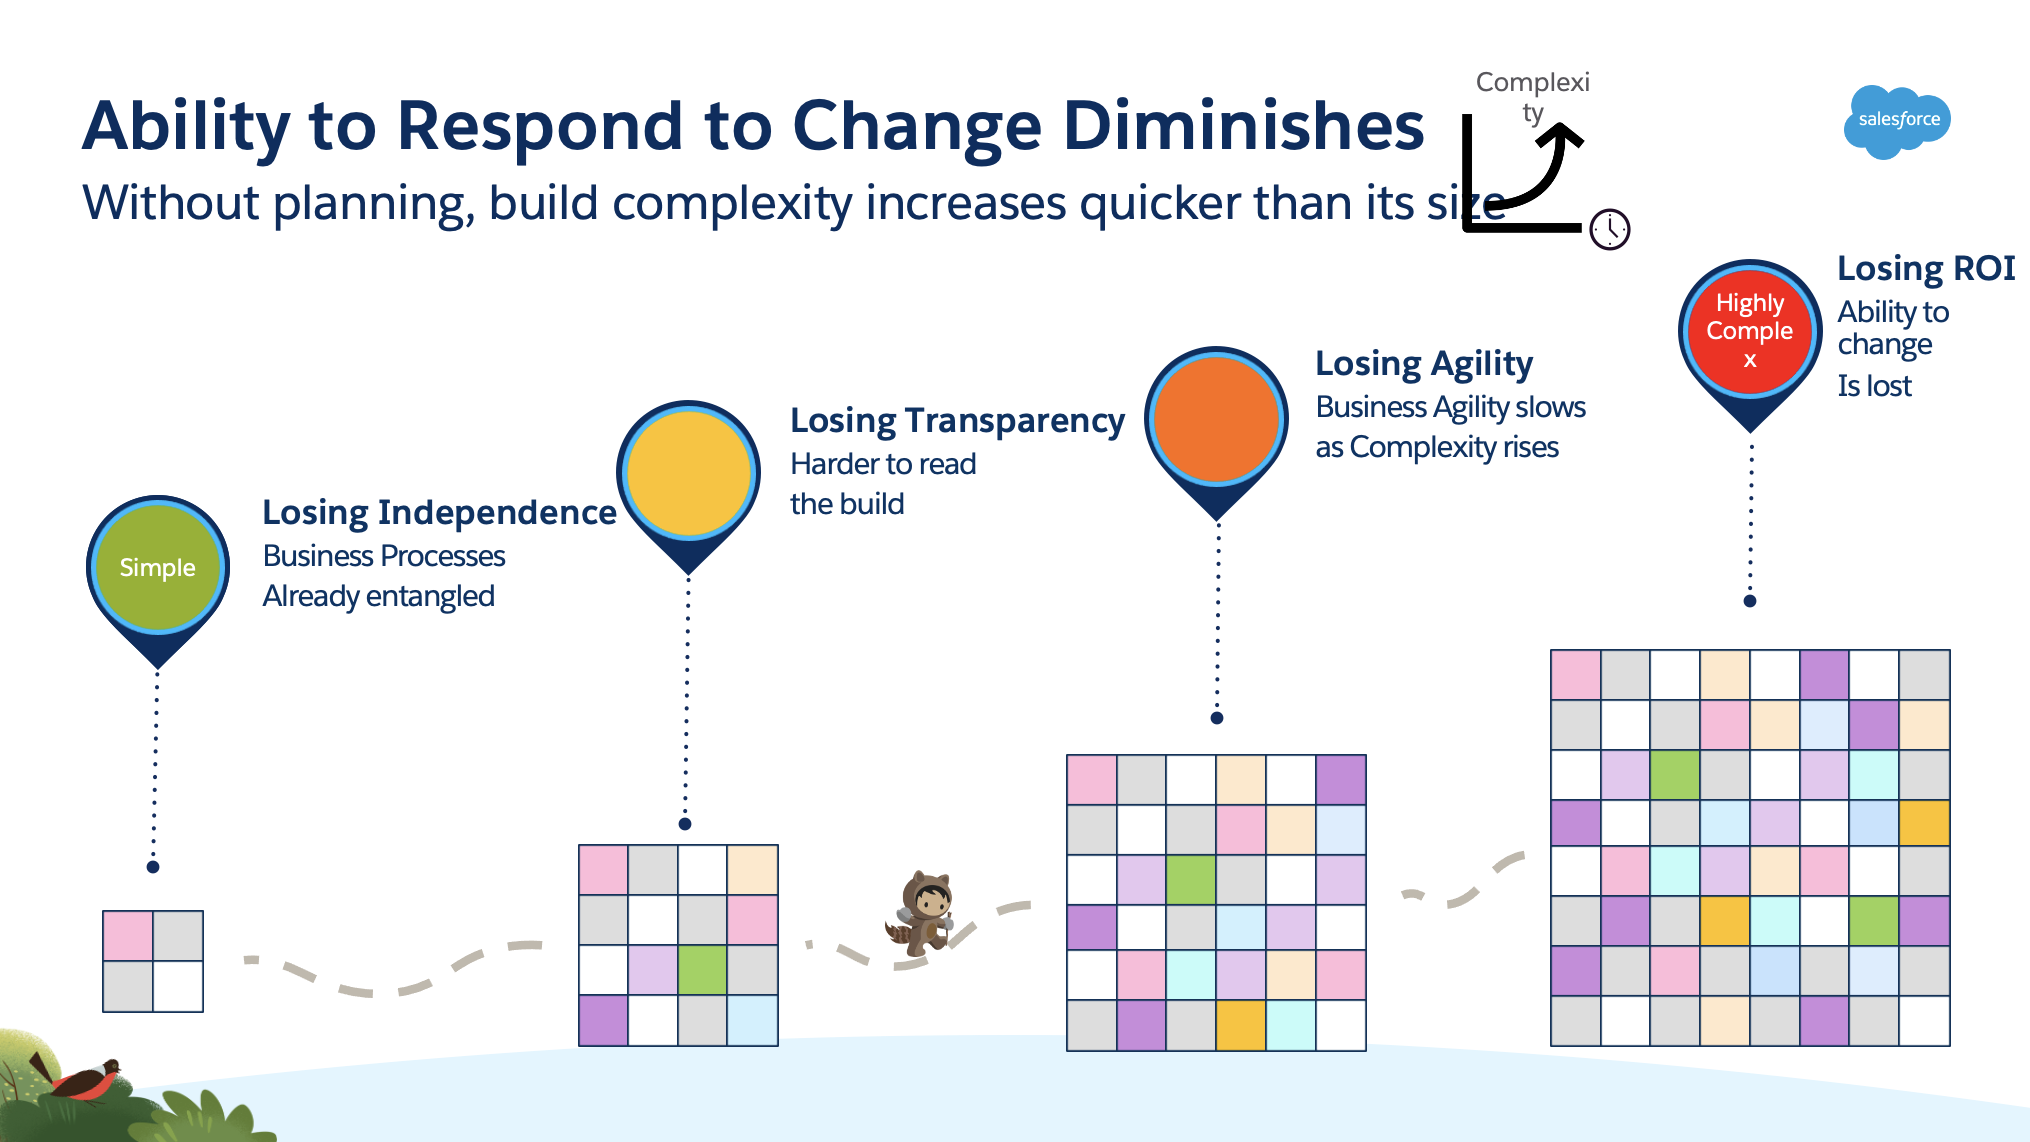 Ability to Respond to Change Diminishes
Without planning, build complexity increases quicker than its size
Complexi
ty
salesforce
Simple
Losing Independence
Business Processes
Already entangled
Losing Transparency
Harder to read
the build
Losing Agility
Business Agility slows
as Complexity rises
Highly
Comple
x
Losing ROI
Ability to
change
Is lost